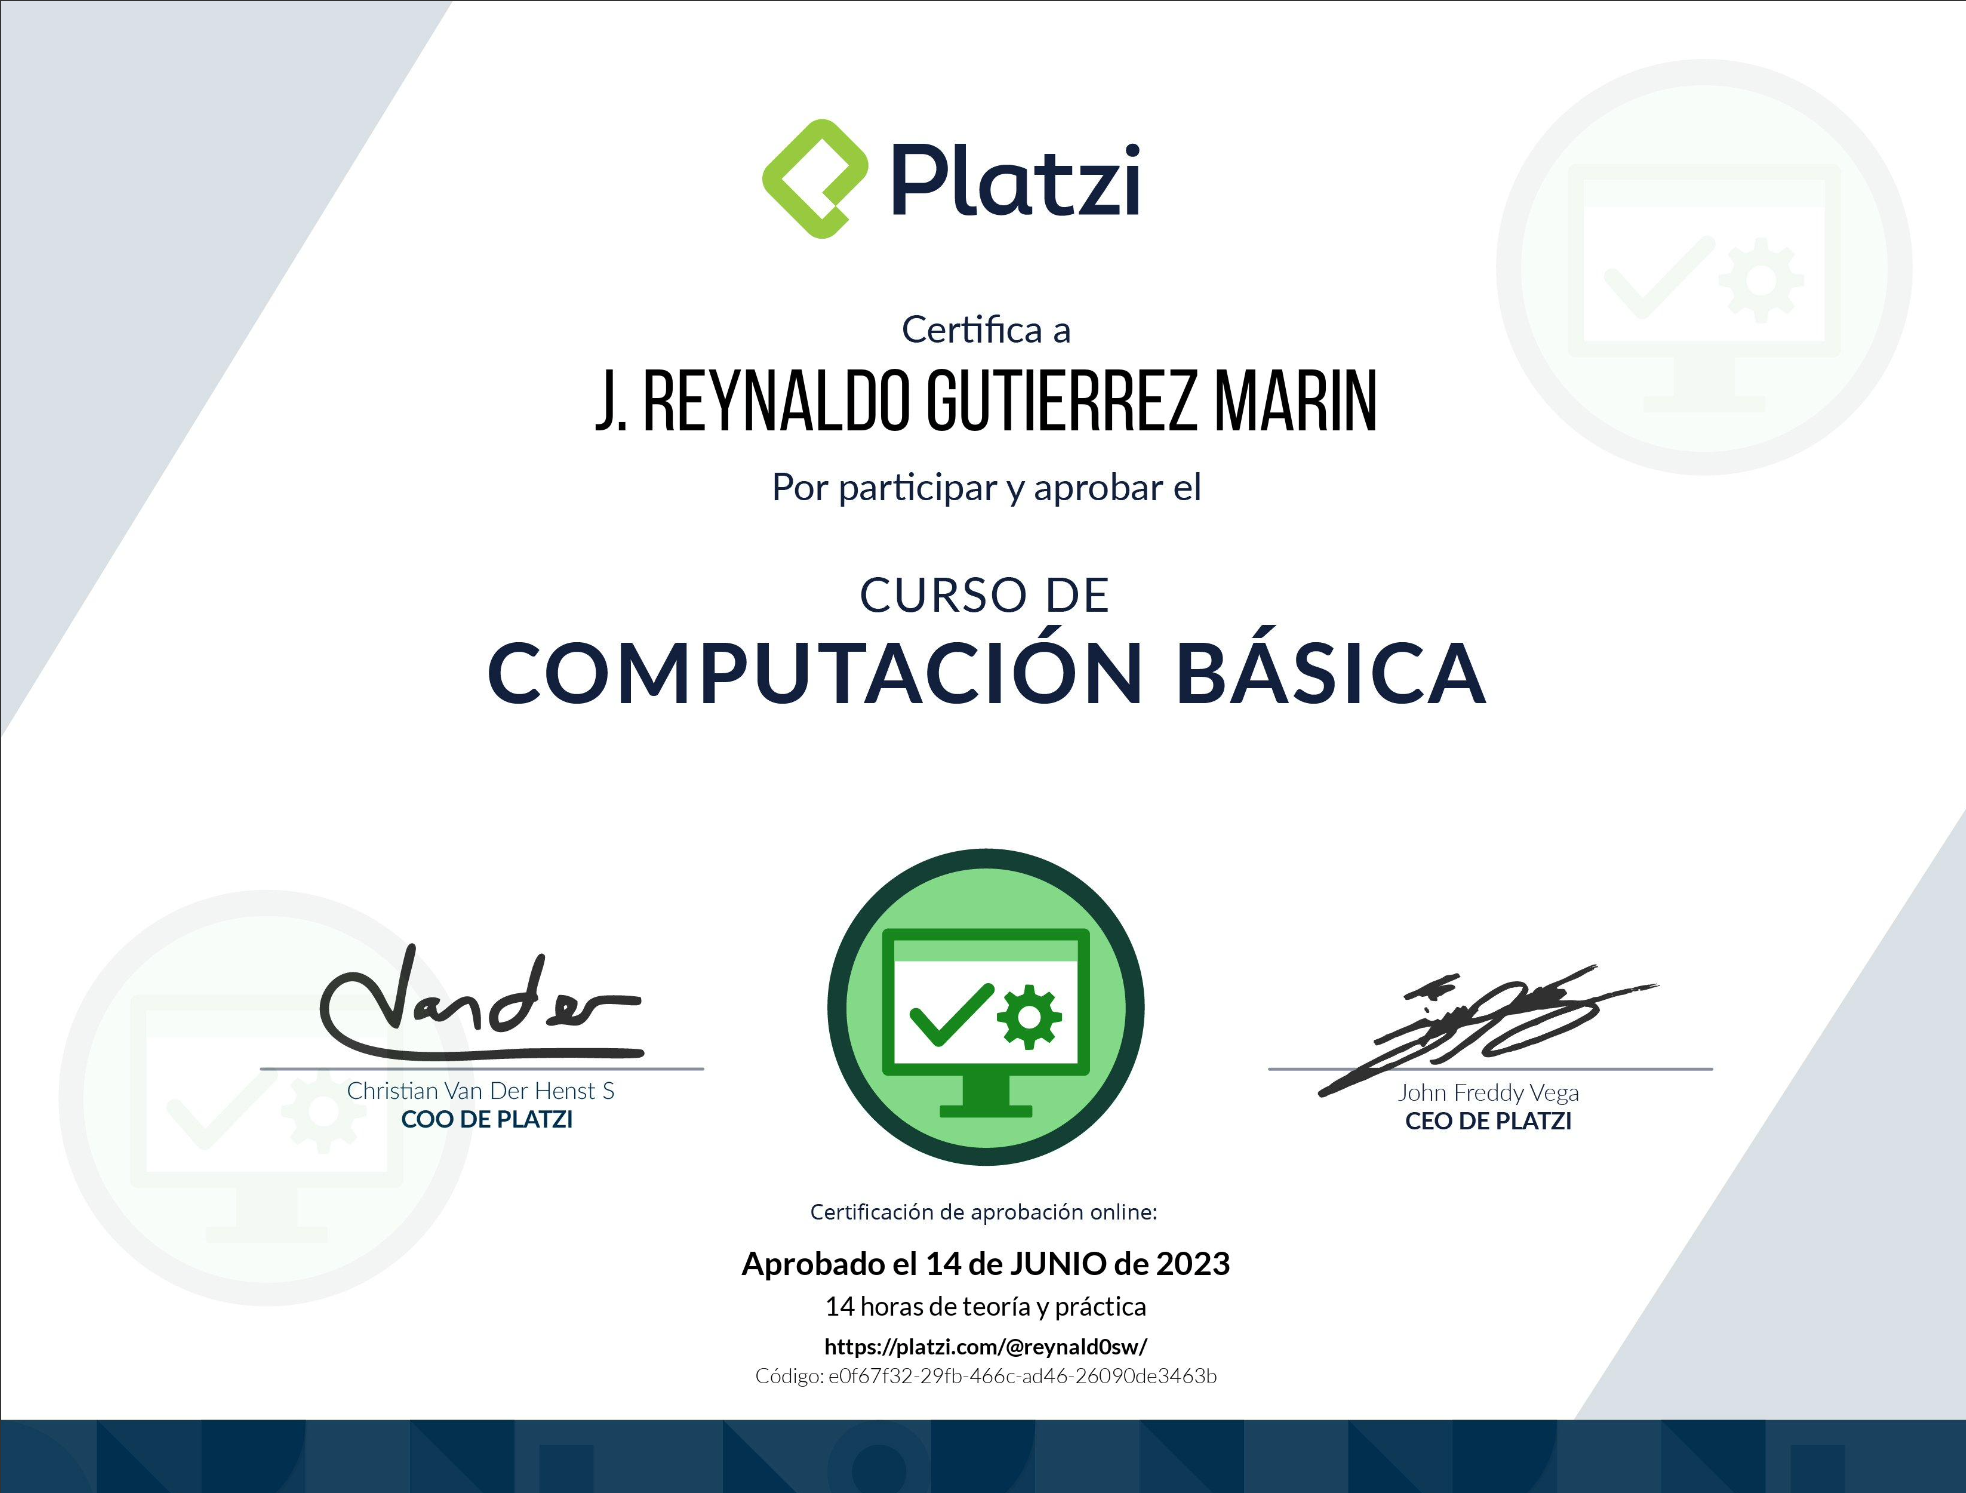 Platzi
Certifica a
J. REYNALDO GUTIERREZ MARIN
Por participar y aprobar el
CURSO DE
COMPUTACIÓN BÁSICA
Vander
Christian Van Der Henst S
COO DE PLATZI
John Freddy Vega
CEO DE PLATZI
Certificación de aprobación online:
Aprobado el 14 de JUNIO de 2023
14 horas de teoría y práctica
https://platzi.com/@reynald0sw/
Código: e0f67f32-29fb-466c-ad46-26090de3463b